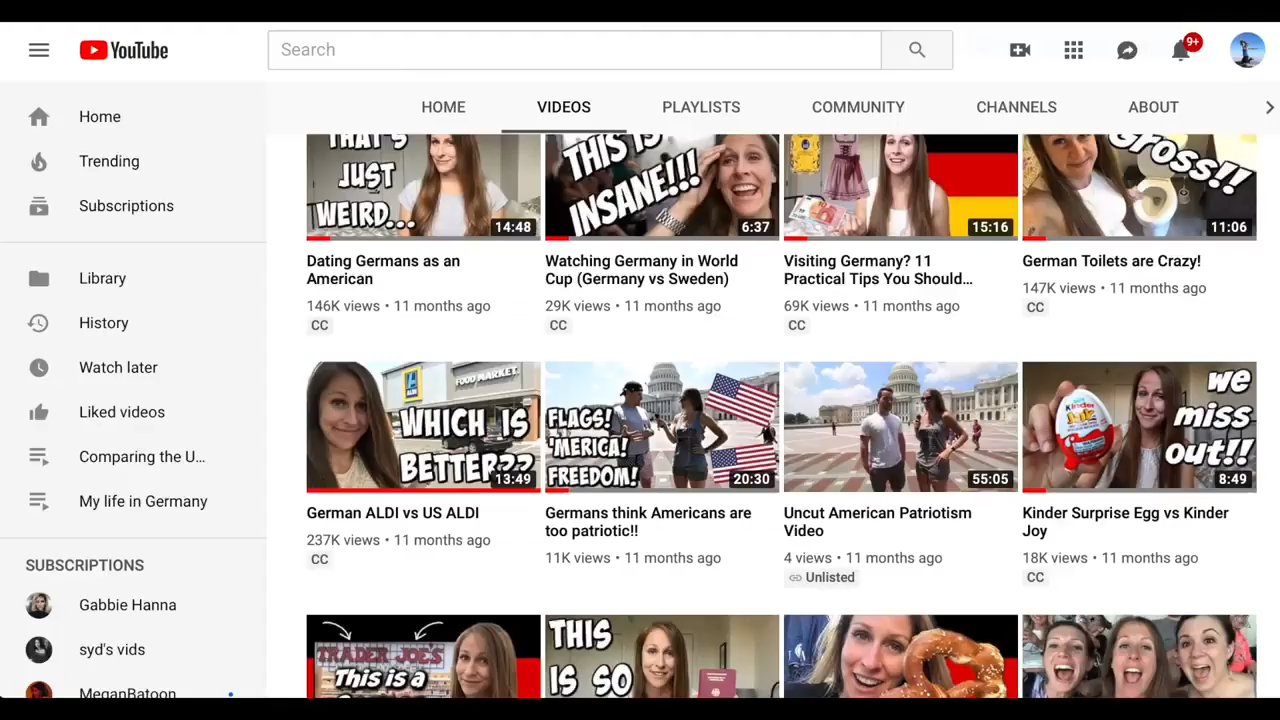 YouTube
Search
9+
HOME VIDEOS PLAYLISTS COMMUNITY CHANNELS ABOUT
Home
Trending
Subscriptions
Library
History
Watch later
Liked videos
Comparing the U...
My life in Germany
SUBSCRIPTIONS
Gabbie Hanna
syd's vids
MeganBatoon
THAT'S
JUST
WEIRD...
14:48
Dating Germans as an
American
146K views • 11 months ago
CC
THIS IS
INSANE!!!
6:37
Watching Germany in World
Cup (Germany vs Sweden)
29K views • 11 months ago
CC
15:16
Visiting Germany? 11
Practical Tips You Should...
69K views • 11 months ago
CC
GROSS!!
11:06
German Toilets are Crazy!
147K views • 11 months ago
CC
ALDI
FOOD MARKET.
WHICH IS
BETTER??
13:49
German ALDI vs US ALDI
237K views • 11 months ago
CC
FLAGS!
'MERICA!
FREEDOM!
20:30
Germans think Americans are
too patriotic!!
11K views • 11 months ago
55:05
Uncut American Patriotism
Video
4 views • 11 months ago
Unlisted
Kinder
Joy
we
miss
out!!
8:49
Kinder Surprise Egg vs Kinder
Joy
18K views • 11 months ago
CC
TRADER JOE'S
This is a
THIS
IS SO